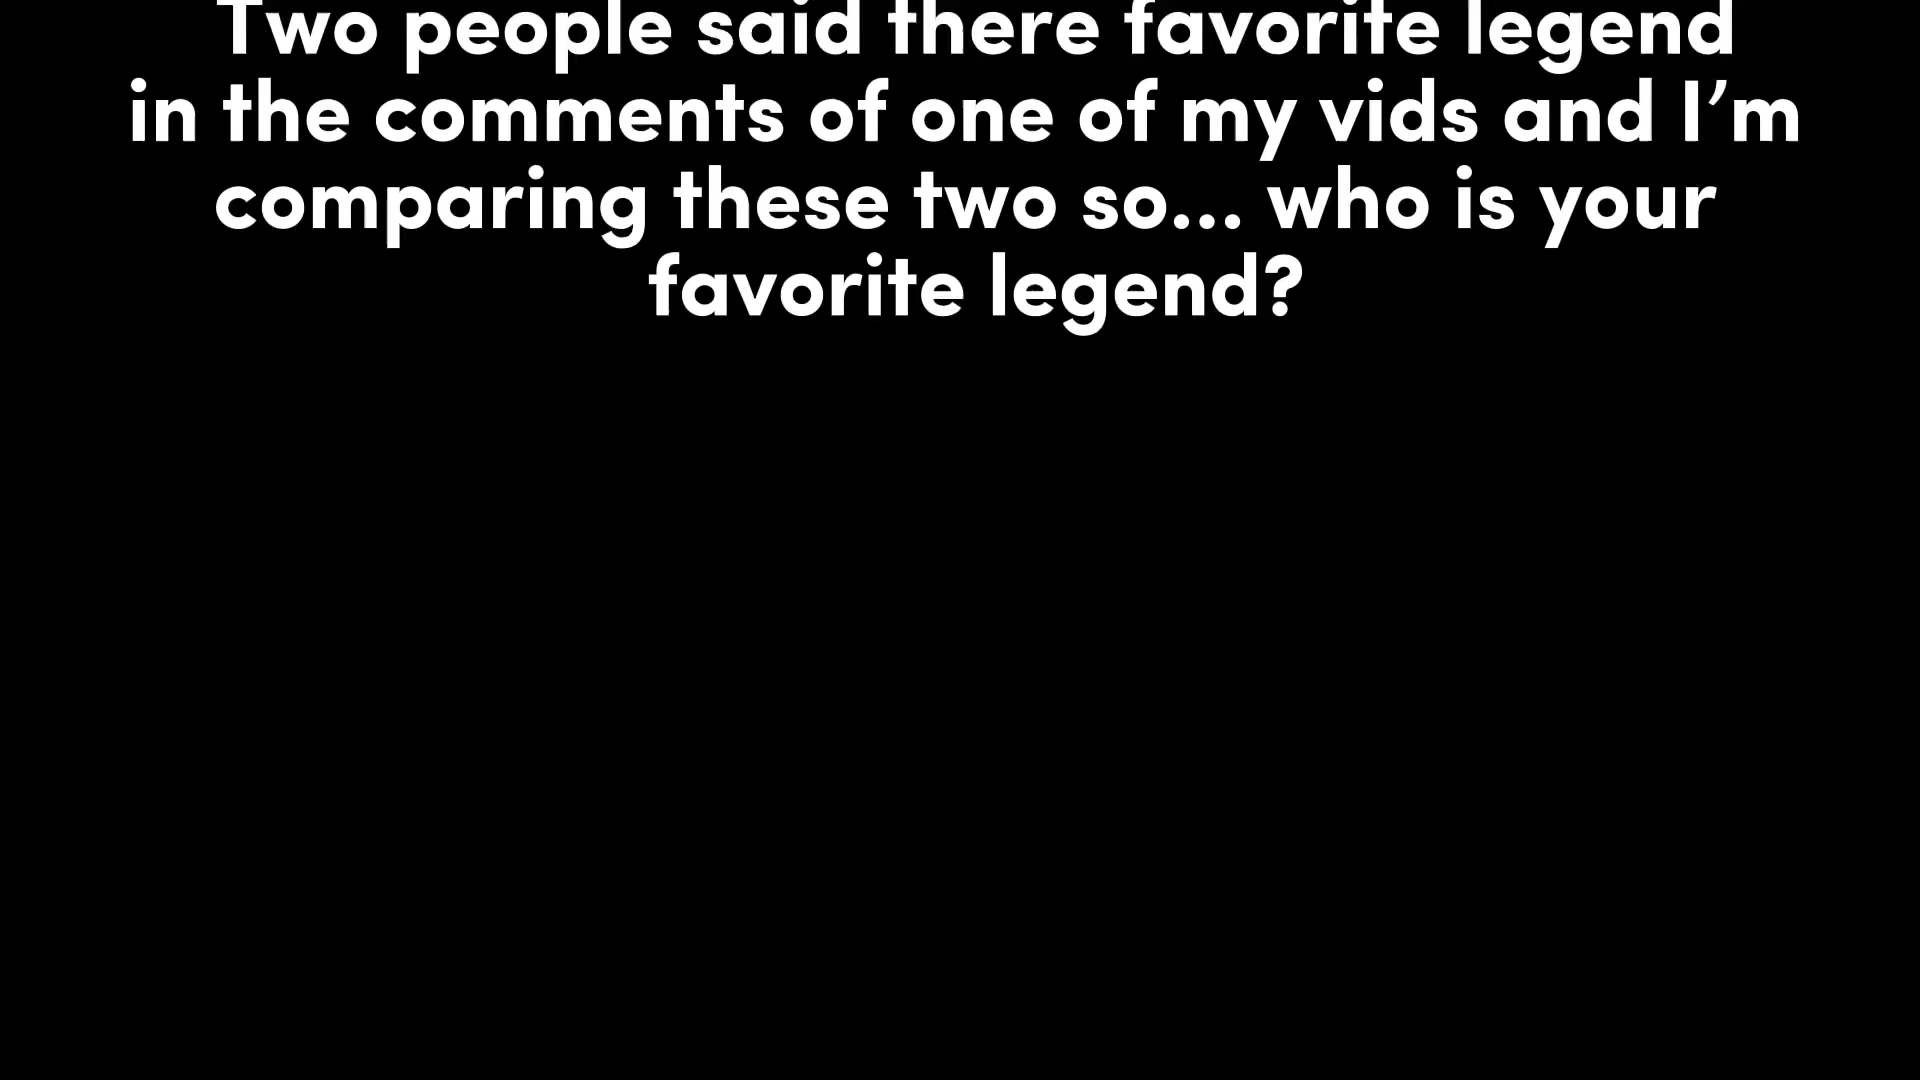 Two people said there favorite legend
in the comments of one of my vids and I’m
comparing these two so... who is your
favorite legend?